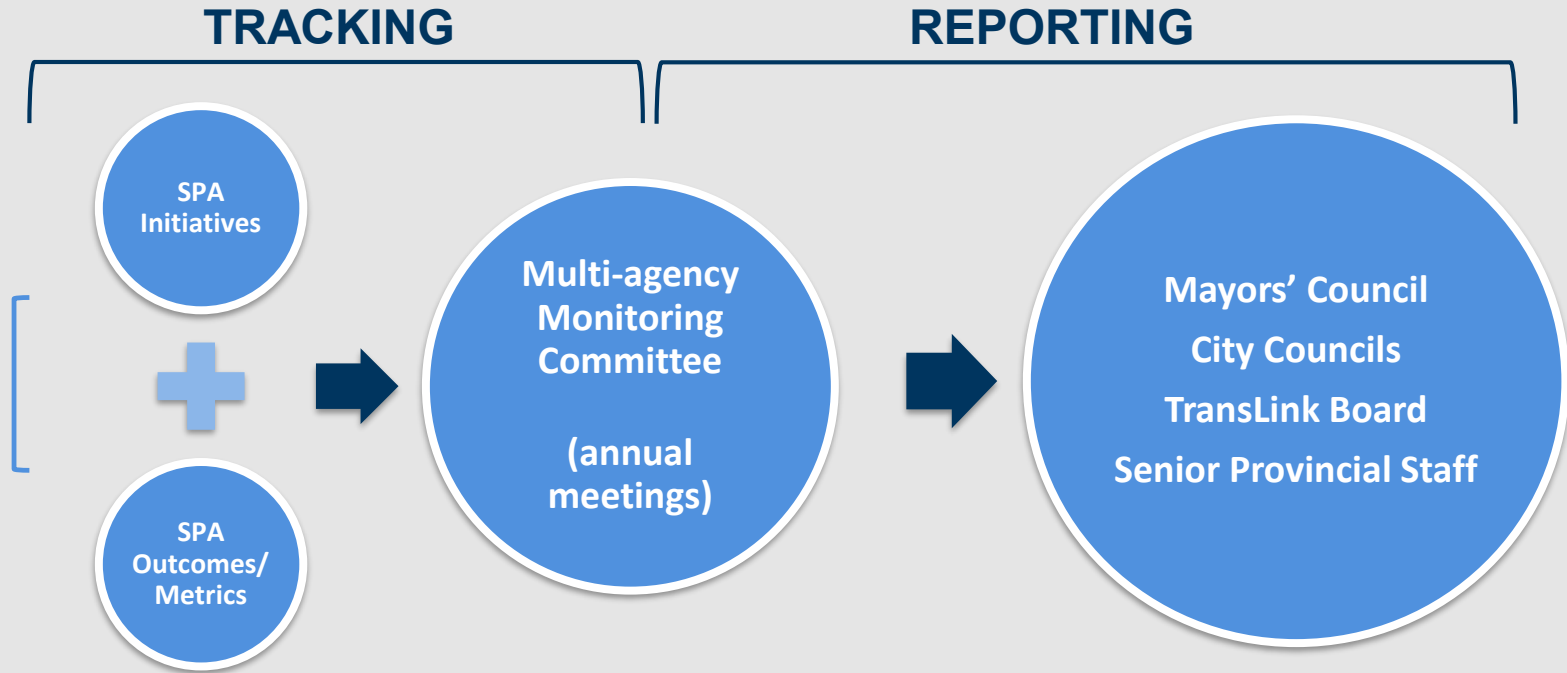 TRACKING
REPORTING
SPA
Initiatives
SPA
Outcomes/
Metrics
Multi-agency
Monitoring
Committee
(annual
meetings)
Mayors’ Council
City Councils
TransLink Board
Senior Provincial Staff